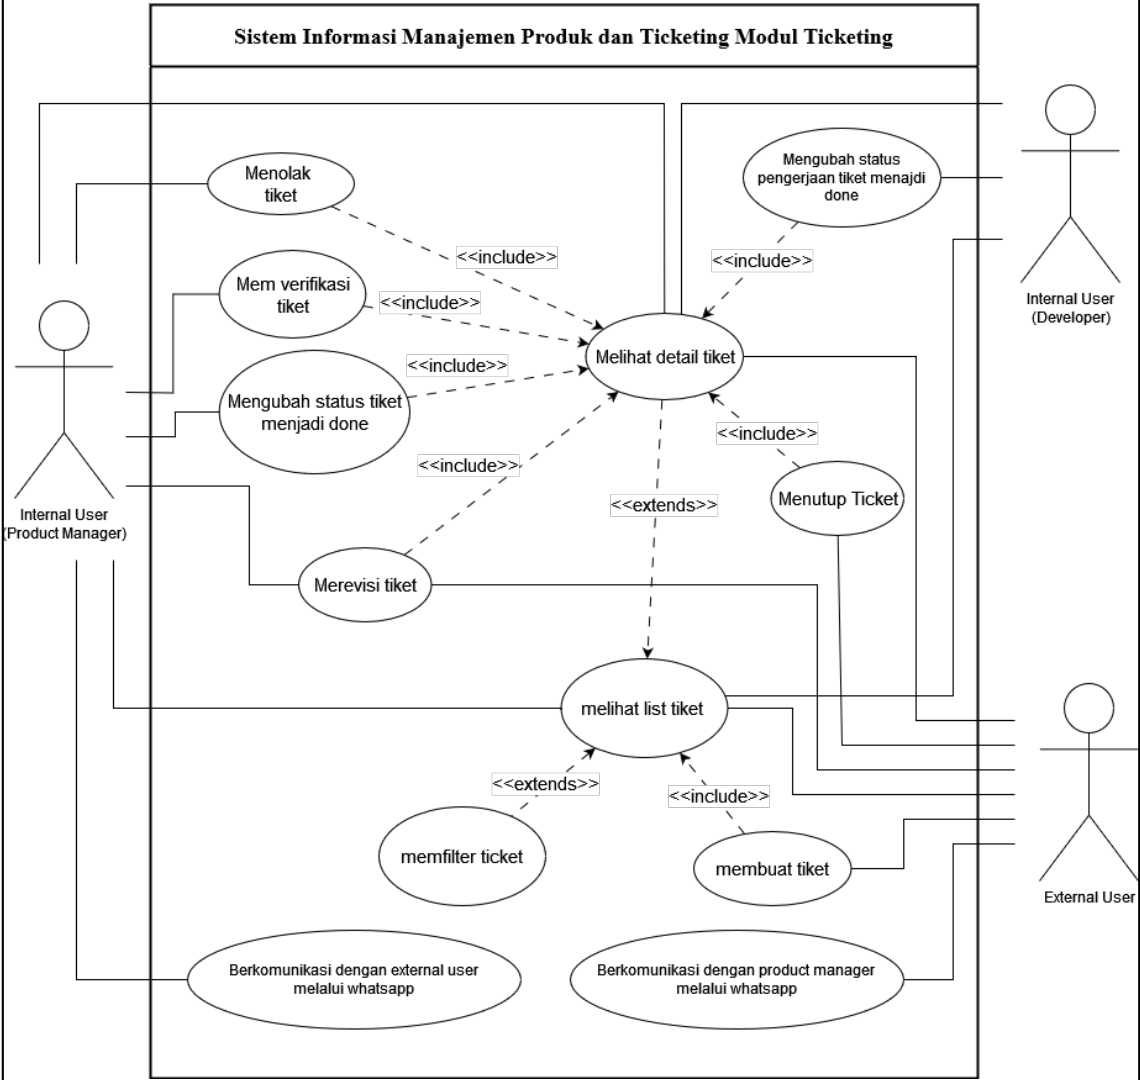 Sistem Informasi Manajemen Produk dan Ticketing Modul Ticketing
Menolak
tiket
Mengubah status
pengerjaan tiket menajdi
done
<<include>>
<<include>>
Mem verifikasi
tiket
<<include>>
Internal User
(Developer)
Melihat detail tiket
<<include>>
Mengubah status tiket
menjadi done
<<include>>
<<include>>
<<extends>>
Menutup Ticket
Internal User
(Product Manager)
Merevisi tiket
melihat list tiket
<<extends>>
<<include>>
memfilter ticket
membuat tiket
External User
Berkomunikasi dengan external user
melalui whatsapp
Berkomunikasi dengan product manager
melalui whatsapp